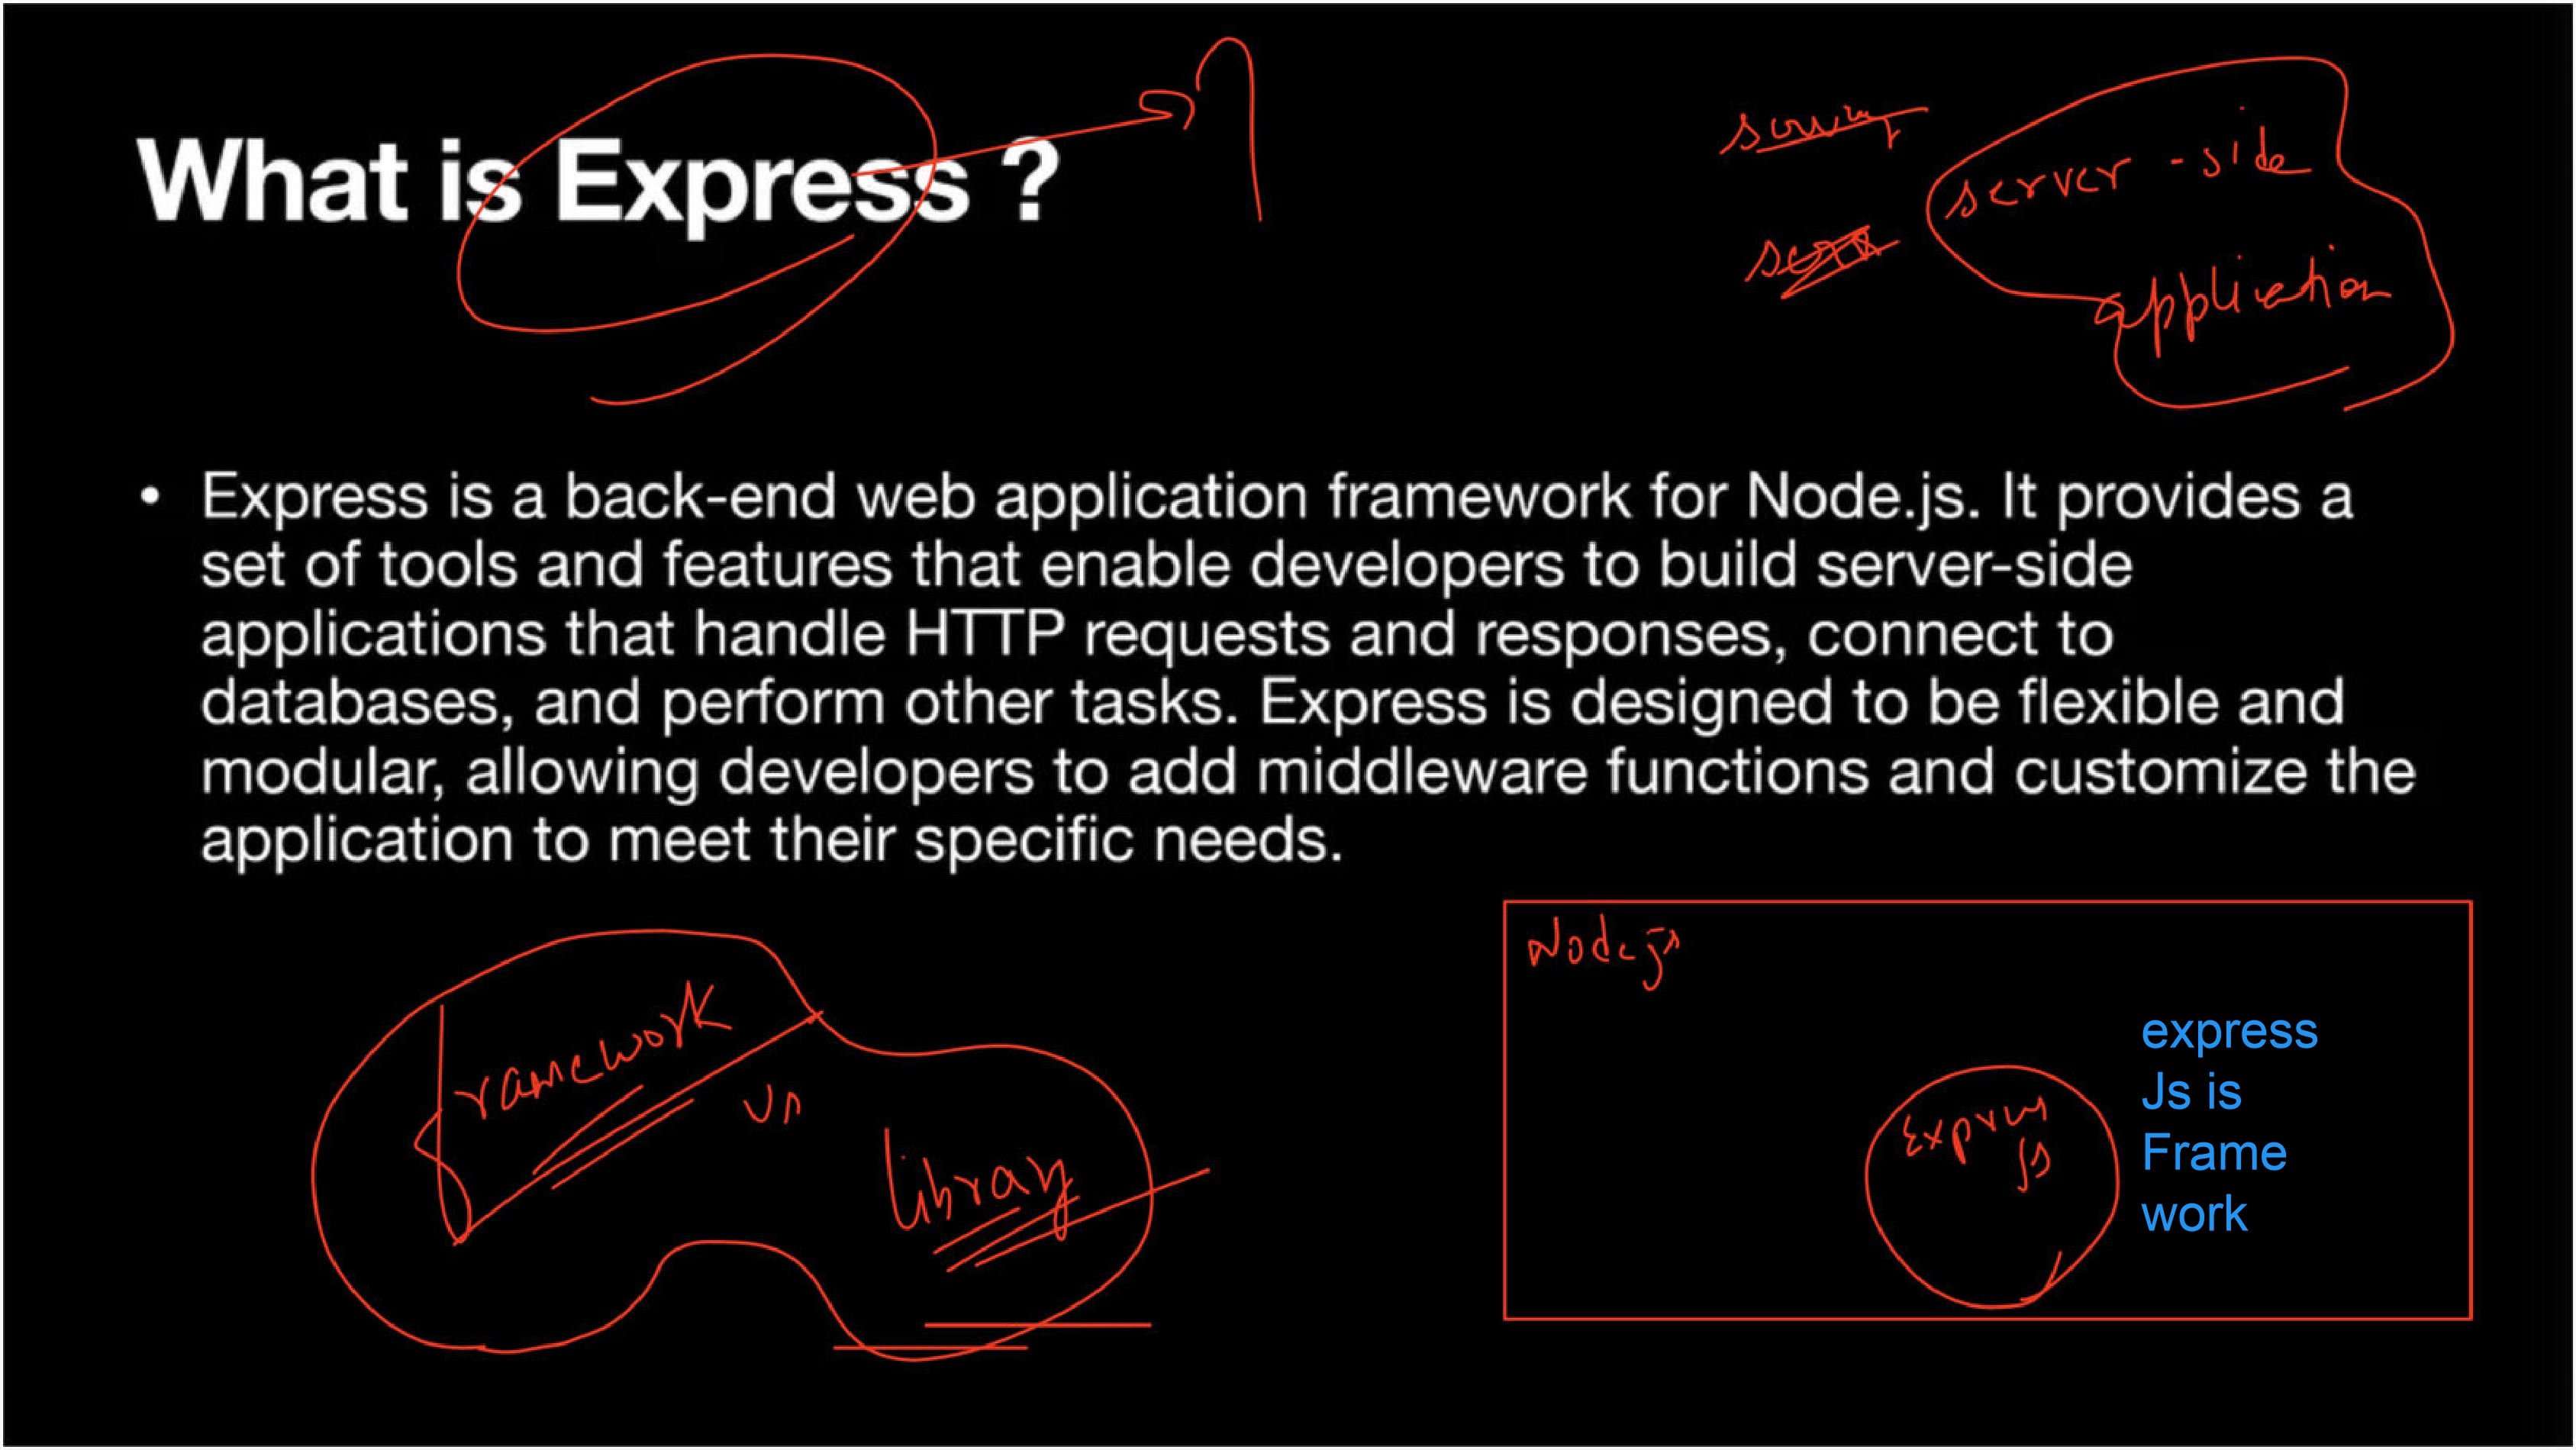 What is Express ?
server-side
application
• Express is a back-end web application framework for Node.js. It provides a
set of tools and features that enable developers to build server-side
applications that handle HTTP requests and responses, connect to
databases, and perform other tasks. Express is designed to be flexible and
modular, allowing developers to add middleware functions and customize the
application to meet their specific needs.
framework
vs
library
Nodejs
Express
js
express
Js is
Frame
work